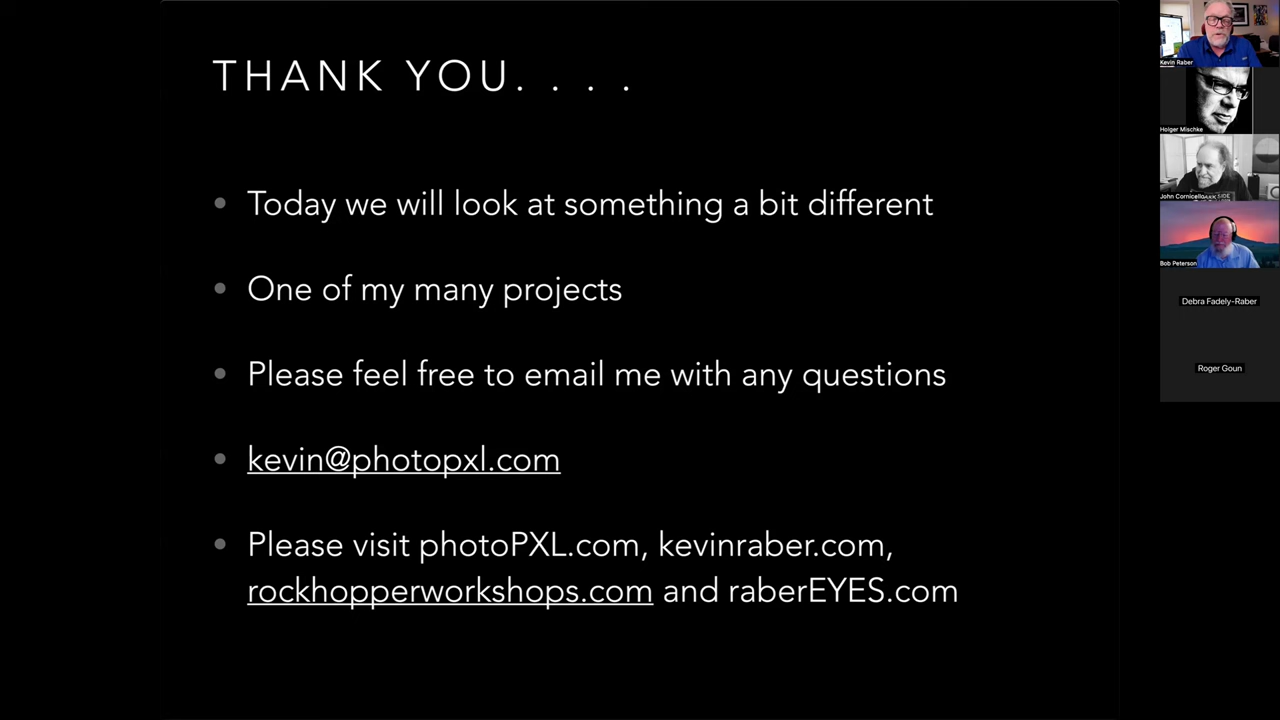 THANK YOU. . . .
• Today we will look at something a bit different
• One of my many projects
• Please feel free to email me with any questions
• kevin@photopxl.com
• Please visit photoPXL.com, kevinraber.com,
rockhopperworkshops.com and raberEYES.com
Kevin Raber
Holger Mischke
John Cornicello
Bob Peterson
Debra Fadely-Raber
Roger Goun